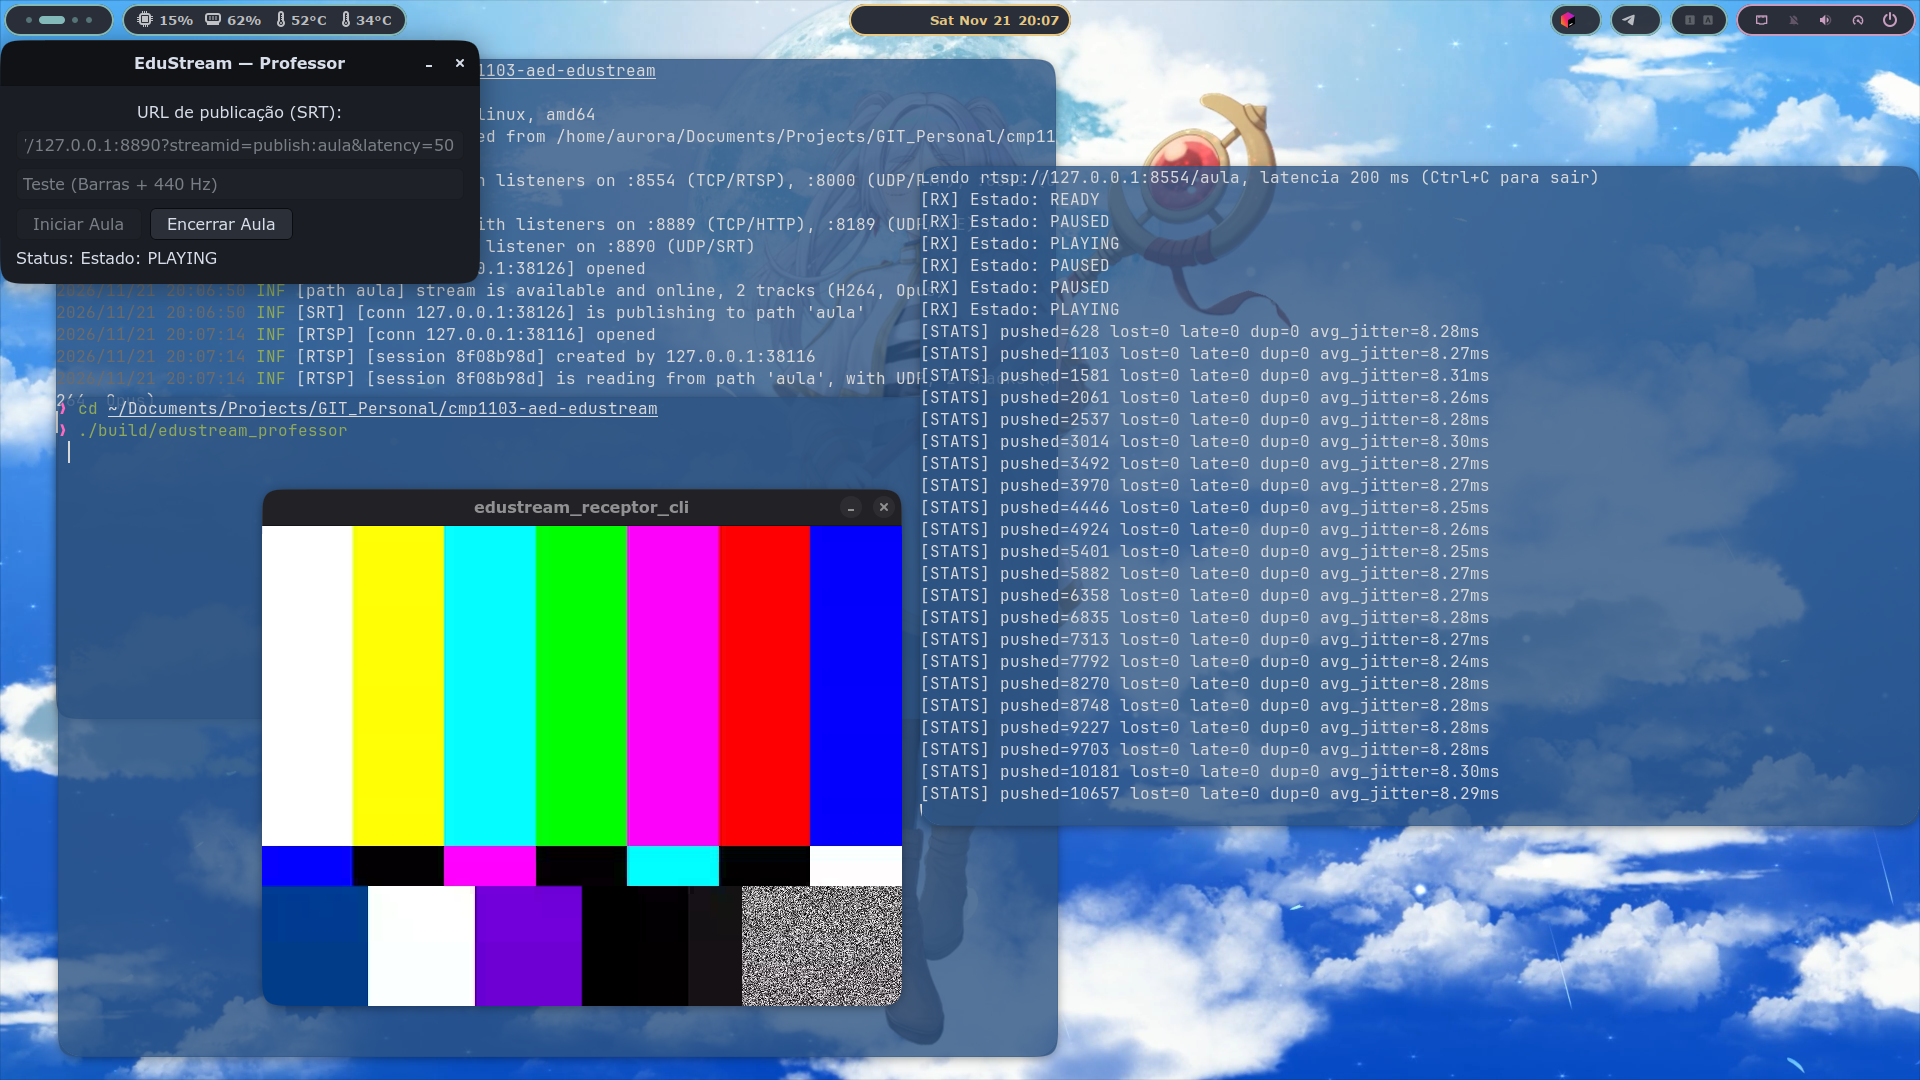 15% 62% 52°C 34°C
Sat Nov 21 20:07
EduStream — Professor
URL de publicação (SRT):
'/127.0.0.1:8890?streamid=publish:aula&latency=50
Teste (Barras + 440 Hz)
Iniciar Aula Encerrar Aula
Status: Estado: PLAYING
1103-aed-edustream
linux, amd64
ed from /home/aurora/Documents/Projects/GIT_Personal/cmp11
listeners on :8554 (TCP/RTSP), :8000 (UDP/
ith listeners on :8889 (TCP/HTTP), :8189 (UDP
listener on :8890 (UDP/SRT)
0.1:38126] opened
2026/11/21 20:06:50 INF [path aula] stream is available and online, 2 tracks (H264, Opus
2026/11/21 20:06:50 INF [SRT] [conn 127.0.0.1:38126] is publishing to path 'aula'
2026/11/21 20:07:14 INF [RTSP] [conn 127.0.0.1:38116] opened
2026/11/21 20:07:14 INF [RTSP] [session 8f08b98d] created by 127.0.0.1:38116
2026/11/21 20:07:14 INF [RTSP] [session 8f08b98d] is reading from path 'aula', with UDP,
264, Opus)
❯ cd ~/Documents/Projects/GIT_Personal/cmp1103-aed-edustream
❯ ./build/edustream_professor
edustream_receptor_cli
Lendo rtsp://127.0.0.1:8554/aula, latencia 200 ms (Ctrl+C para sair)
[RX] Estado: READY
[RX] Estado: PAUSED
[RX] Estado: PLAYING
[RX] Estado: PAUSED
[RX] Estado: PAUSED
[RX] Estado: PLAYING
[STATS] pushed=628 lost=0 late=0 dup=0 avg_jitter=8.28ms
[STATS] pushed=1103 lost=0 late=0 dup=0 avg_jitter=8.27ms
[STATS] pushed=1581 lost=0 late=0 dup=0 avg_jitter=8.31ms
[STATS] pushed=2061 lost=0 late=0 dup=0 avg_jitter=8.26ms
[STATS] pushed=2537 lost=0 late=0 dup=0 avg_jitter=8.28ms
[STATS] pushed=3014 lost=0 late=0 dup=0 avg_jitter=8.30ms
[STATS] pushed=3492 lost=0 late=0 dup=0 avg_jitter=8.27ms
[STATS] pushed=3970 lost=0 late=0 dup=0 avg_jitter=8.27ms
[STATS] pushed=4446 lost=0 late=0 dup=0 avg_jitter=8.25ms
[STATS] pushed=4924 lost=0 late=0 dup=0 avg_jitter=8.26ms
[STATS] pushed=5401 lost=0 late=0 dup=0 avg_jitter=8.25ms
[STATS] pushed=5882 lost=0 late=0 dup=0 avg_jitter=8.27ms
[STATS] pushed=6358 lost=0 late=0 dup=0 avg_jitter=8.27ms
[STATS] pushed=6835 lost=0 late=0 dup=0 avg_jitter=8.28ms
[STATS] pushed=7313 lost=0 late=0 dup=0 avg_jitter=8.27ms
[STATS] pushed=7792 lost=0 late=0 dup=0 avg_jitter=8.24ms
[STATS] pushed=8270 lost=0 late=0 dup=0 avg_jitter=8.28ms
[STATS] pushed=8748 lost=0 late=0 dup=0 avg_jitter=8.28ms
[STATS] pushed=9227 lost=0 late=0 dup=0 avg_jitter=8.28ms
[STATS] pushed=9703 lost=0 late=0 dup=0 avg_jitter=8.28ms
[STATS] pushed=10181 lost=0 late=0 dup=0 avg_jitter=8.30ms
[STATS] pushed=10657 lost=0 late=0 dup=0 avg_jitter=8.29ms